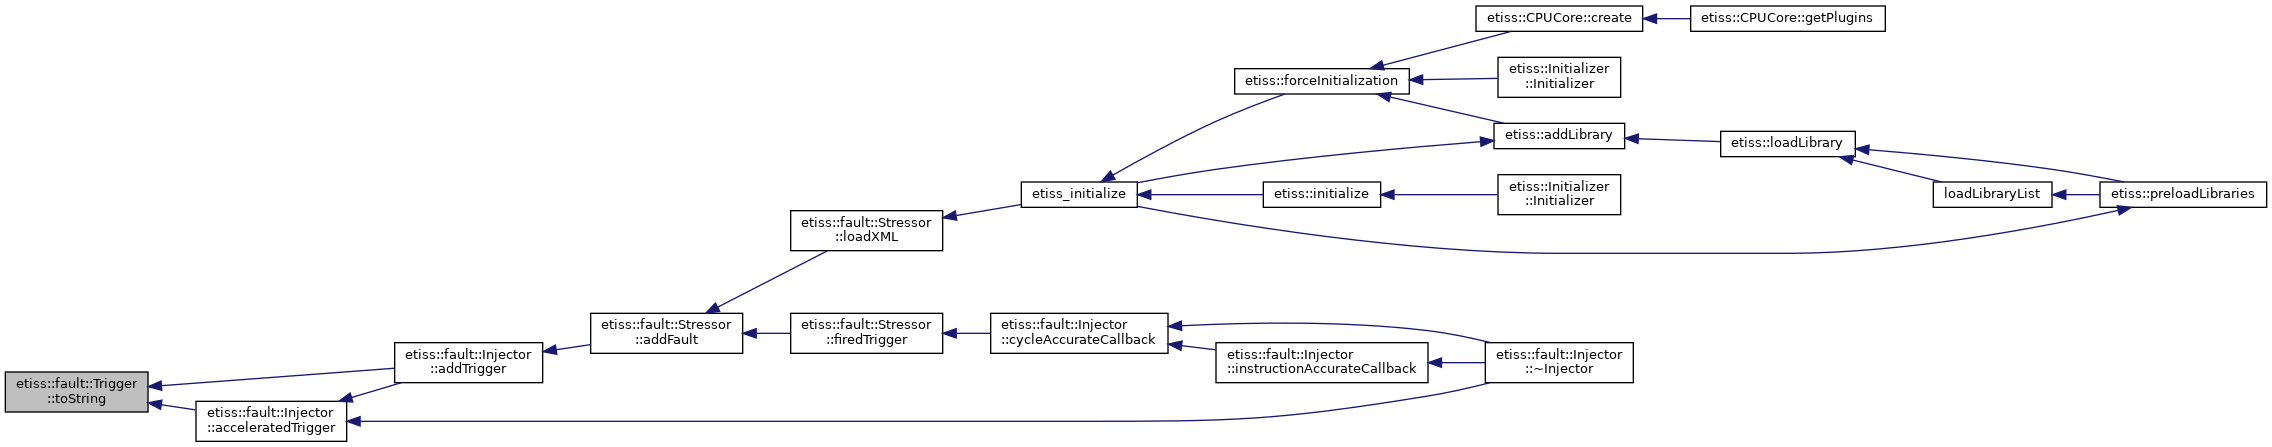 etiss::CPUCore::create
etiss::CPUCore::getPlugins
etiss::forceInitialization
etiss::Initializer
::Initializer
etiss::addLibrary
etiss::loadLibrary
etiss_initialize
etiss::initialize
etiss::Initializer
::Initializer
loadLibraryList
etiss::preloadLibraries
etiss::fault::Stressor
::loadXML
etiss::fault::Stressor
::addFault
etiss::fault::Stressor
::firedTrigger
etiss::fault::Injector
::cycleAccurateCallback
etiss::fault::Injector
::instructionAccurateCallback
etiss::fault::Injector
::~Injector
etiss::fault::Injector
::addTrigger
etiss::fault::Trigger
::toString
etiss::fault::Injector
::acceleratedTrigger